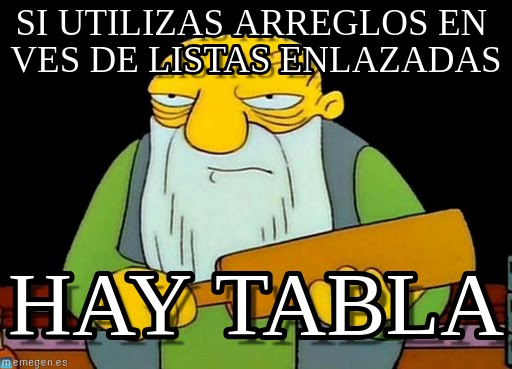 SI UTILIZAS ARREGLOS EN
VES DE LISTAS ENLAZADAS
HAY TABLA
memegen.es